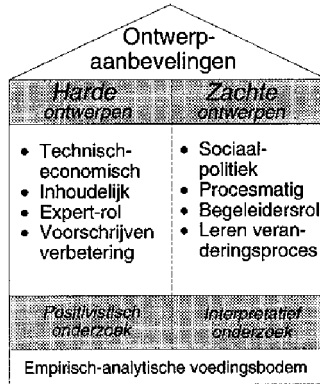 Ontwerp-
aanbevelingen
Harde
ontwerpen
Zachte
ontwerpen
• Technisch-
economisch
• Inhoudelijk
• Expert-rol
• Voorschrijven
verbetering
• Sociaal-
politiek
• Procesmatig
• Begeleidersrol
• Leren veran-
deringsproces
Positivistisch
onderzoek
Interpretatief
onderzoek
Empirisch-analytische voedingsbodem